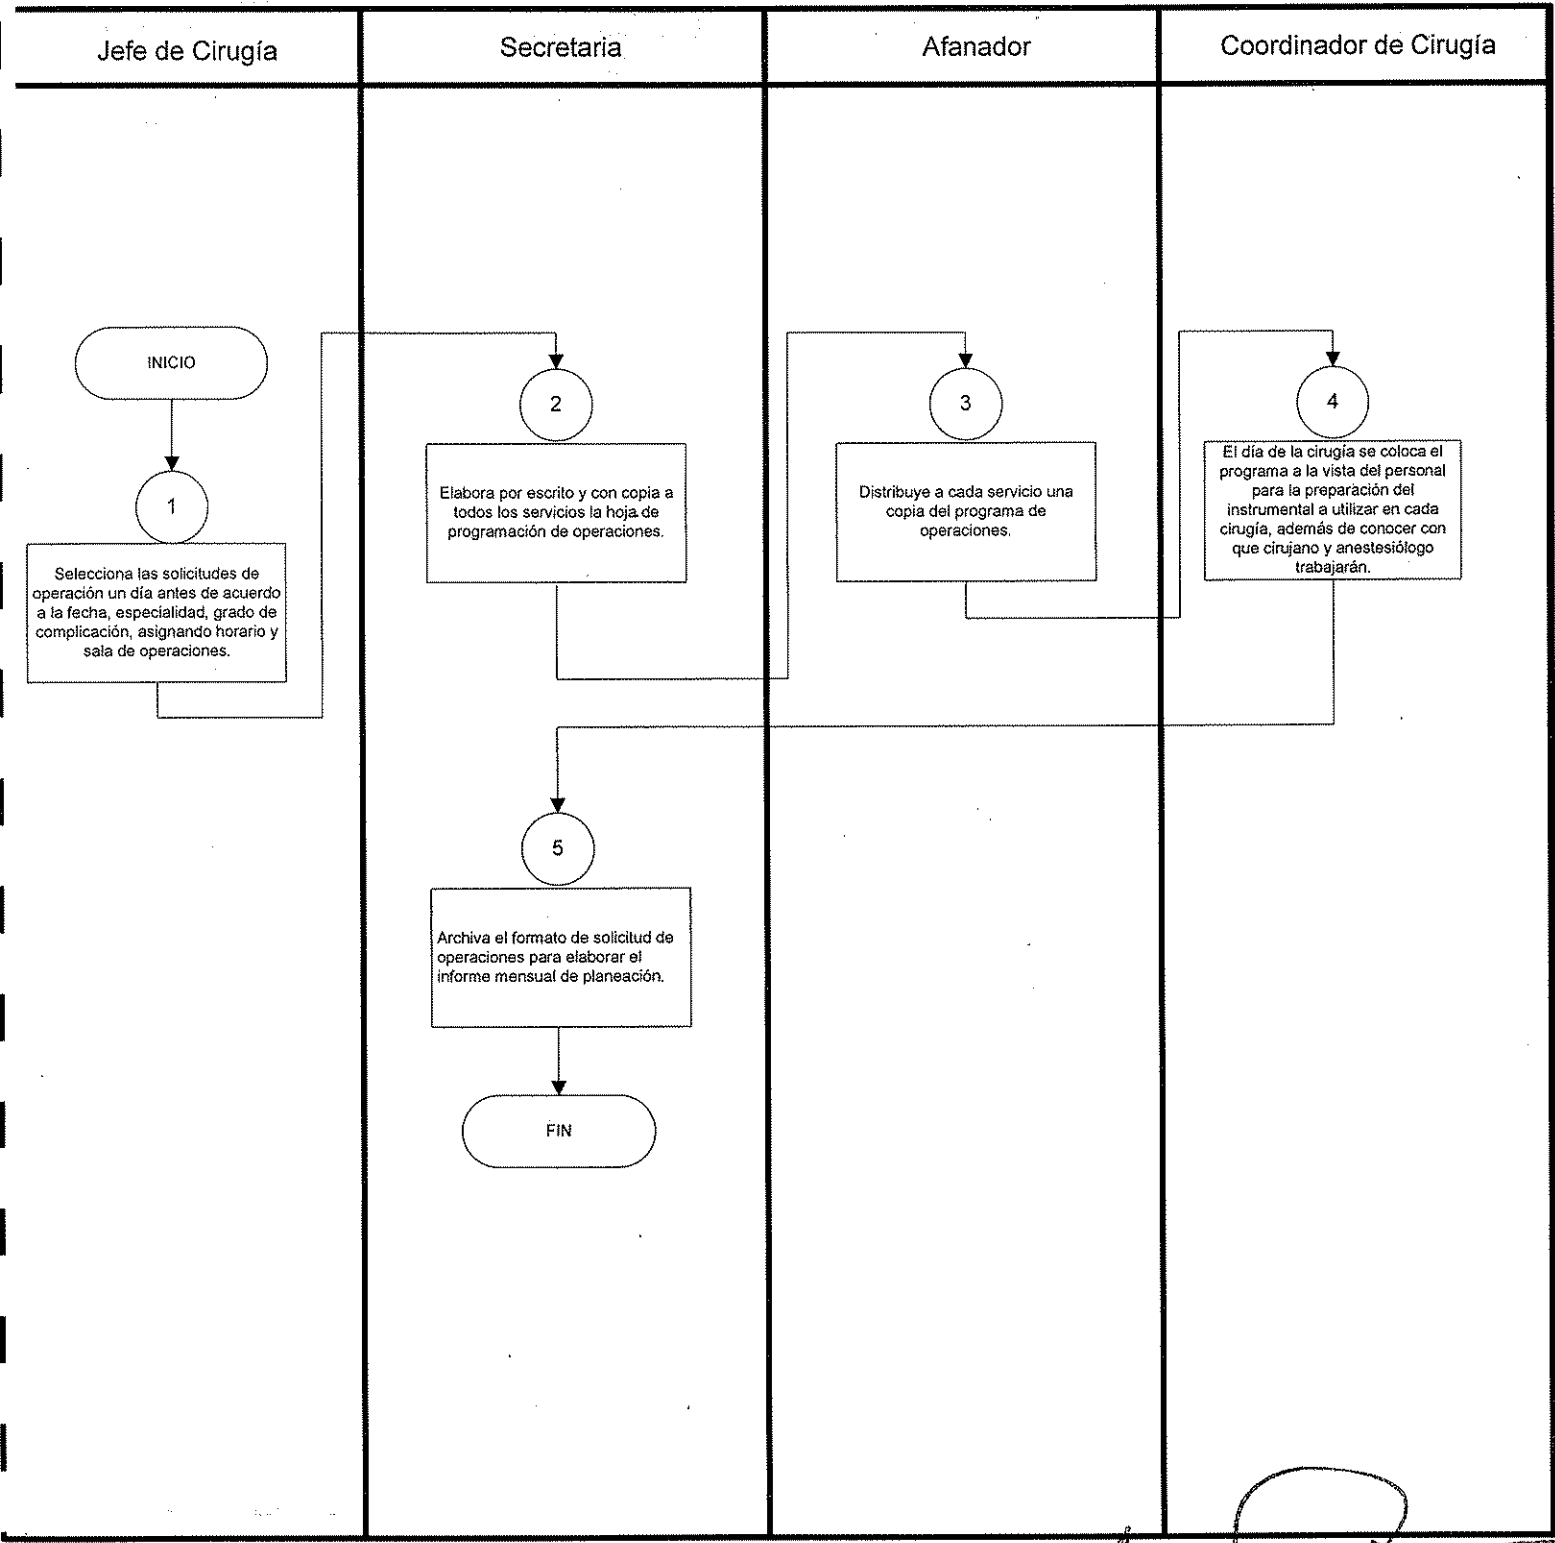 Jefe de Cirugía
Secretaria
Afanador
Coordinador de Cirugía
INICIO
1
Selecciona las solicitudes de
operación un día antes de acuerdo
a la fecha, especialidad, grado de
complicación, asignando horario y
sala de operaciones.
2
Elabora por escrito y con copia a
todos los servicios la hoja de
programación de operaciones.
3
Distribuye a cada servicio una
copia del programa de
operaciones.
4
El día de la cirugía se coloca el
programa a la vista del personal
para la preparación del
instrumental a utilizar en cada
cirugía, además de conocer con
que cirujano y anestesiólogo
trabajarán.
5
Archiva el formato de solicitud de
operaciones para elaborar el
informe mensual de planeación.
FIN